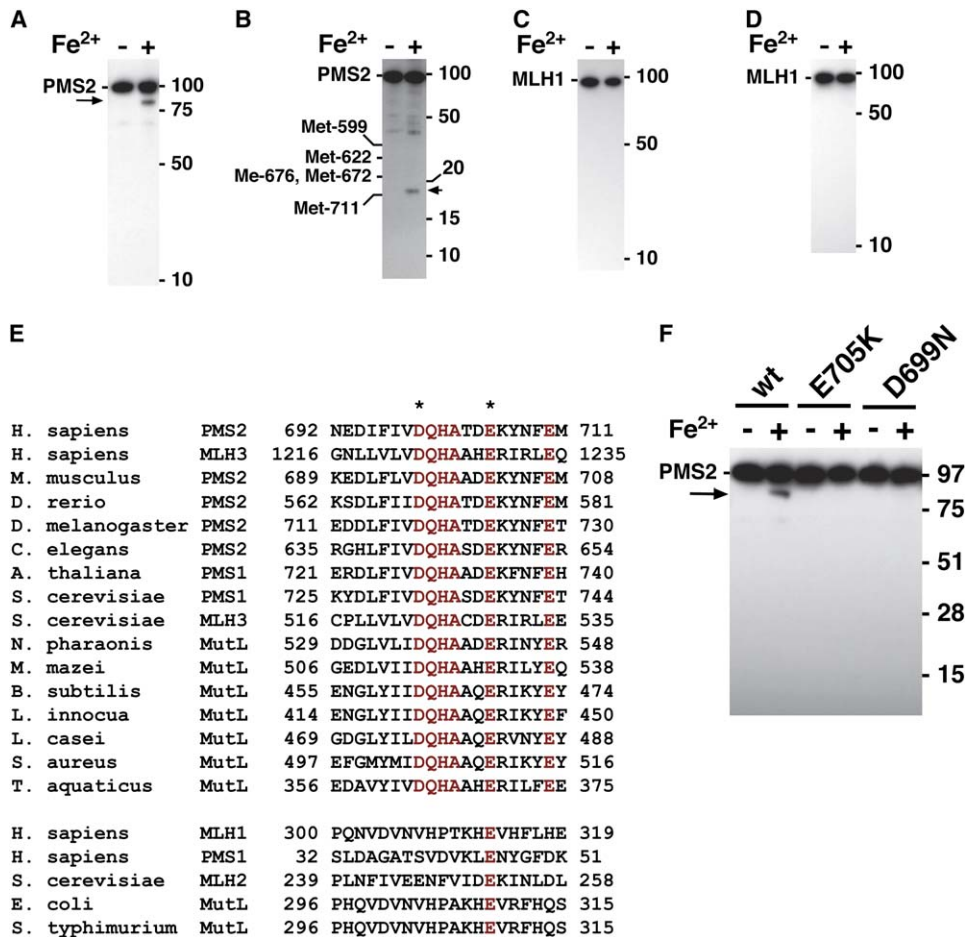 A
Fe2+ - +
PMS2
- 100
- 75
- 50
- 10
B
Fe2+ - +
PMS2
- 100
- 50
Met-599
Met-622
Me-676, Met-672
20
Met-711
- 15
- 10
C
Fe2+ - +
MLH1
- 100
- 50
- 10
D
Fe2+ - +
MLH1
- 100
- 50
- 10
E
* *
H. sapiens PMS2 692 NEDIFIVDQHATDEKYNFEM 711
H. sapiens MLH3 1216 GNLLVLVDQHAAHERIRLEQ 1235
M. musculus PMS2 689 KEDLFLVDQHATDEKYNFEM 708
D. rerio PMS2 562 KSDLFIIDQHATDEKYNFEM 581
D. melanogaster PMS2 711 EDDLFIVDQHATDEKYNFET 730
C. elegans PMS2 635 RGHLFIVDQHASDEKYNFER 654
A. thaliana PMS1 721 ERDLFIVDQHAADEKFNFEH 740
S. cerevisiae PMS1 725 KYDLFIVDQHASDEKYNFET 744
S. cerevisiae MLH3 516 CPLLVLVDQHACDERIRLEE 535
N. pharaonis MutL 529 DDGLVLIDQHAADERINYER 548
M. mazei MutL 506 GEDLVIIDQHAAHERILYEQ 538
B. subtilis MutL 455 ENGLYIIDQHAAQERIKYEY 474
L. innocua MutL 414 ENGLYIIDQHAAQERIKYEF 450
L. casei MutL 469 GDGLYILDQHAAQERVNYEY 488
S. aureus MutL 497 EFGMYMIDQHAAQERIKYEY 516
T. aquaticus MutL 356 EDAVYIVDQHAAHERILFEE 375
H. sapiens MLH1 300 PQNVDVNVHPTKHEVHFLHE 319
H. sapiens PMS1 32 SLDAGATSVDVKLENYGFDK 51
S. cerevisiae MLH2 239 PLNFIVEENFVIDEKINLDL 258
E. coli MutL 296 PHQVDVNVHPAKHEVRFHQS 315
S. typhimurium MutL 296 PHQVDVNVHPAKHEVRFHQS 315
F
wt E705K D699N
Fe2+ - + - + - +
PMS2
- 97
- 75
- 51
- 28
- 15